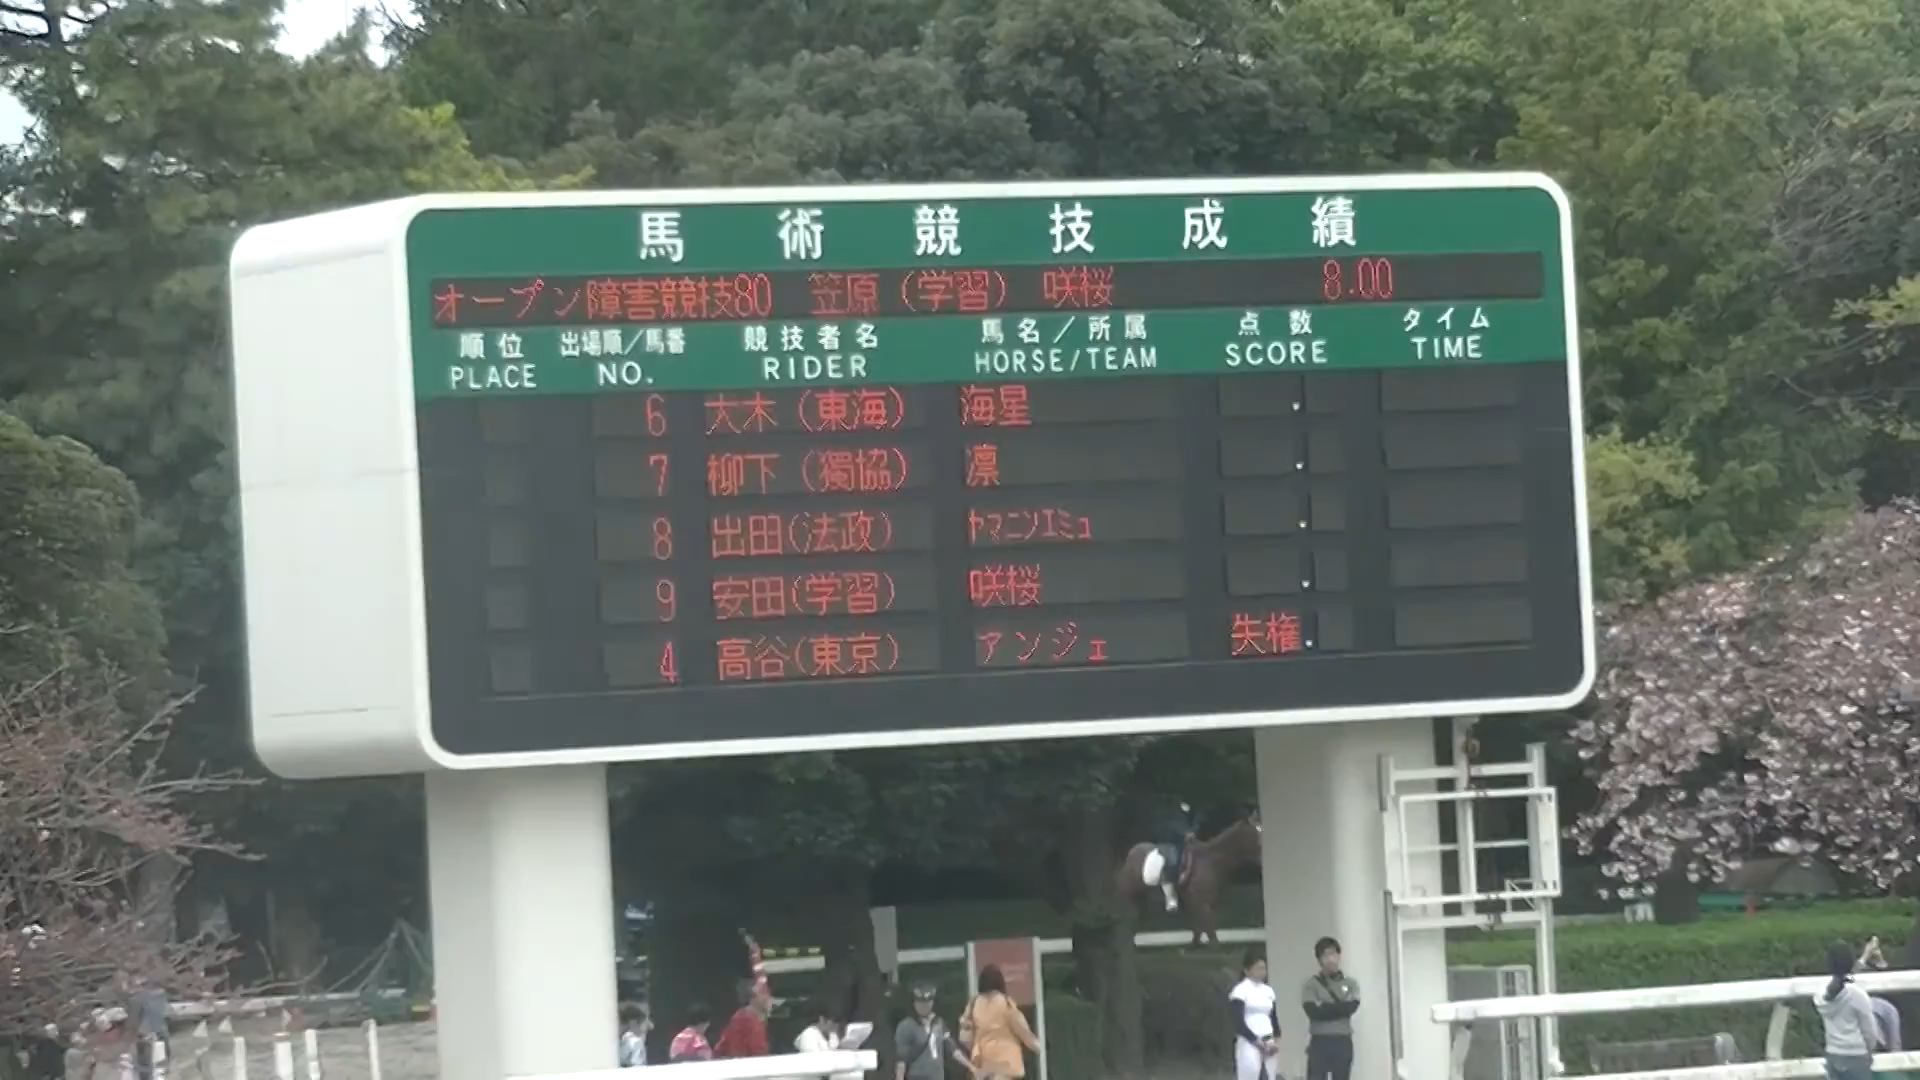 馬術競技成績
オープン障害競技80 笠原（学習） 咲桜 8.00
順位 出場順／馬番 競技者名 馬名／所属 点数 タイム
PLACE NO. RIDER HORSE/TEAM SCORE TIME
6 大木（東海） 海星
7 柳下（獨協） 凛
8 出田(法政) ﾔﾏﾆﾝｴﾐｭ
9 安田(学習) 咲桜
4 高谷(東京) アンジェ 失権